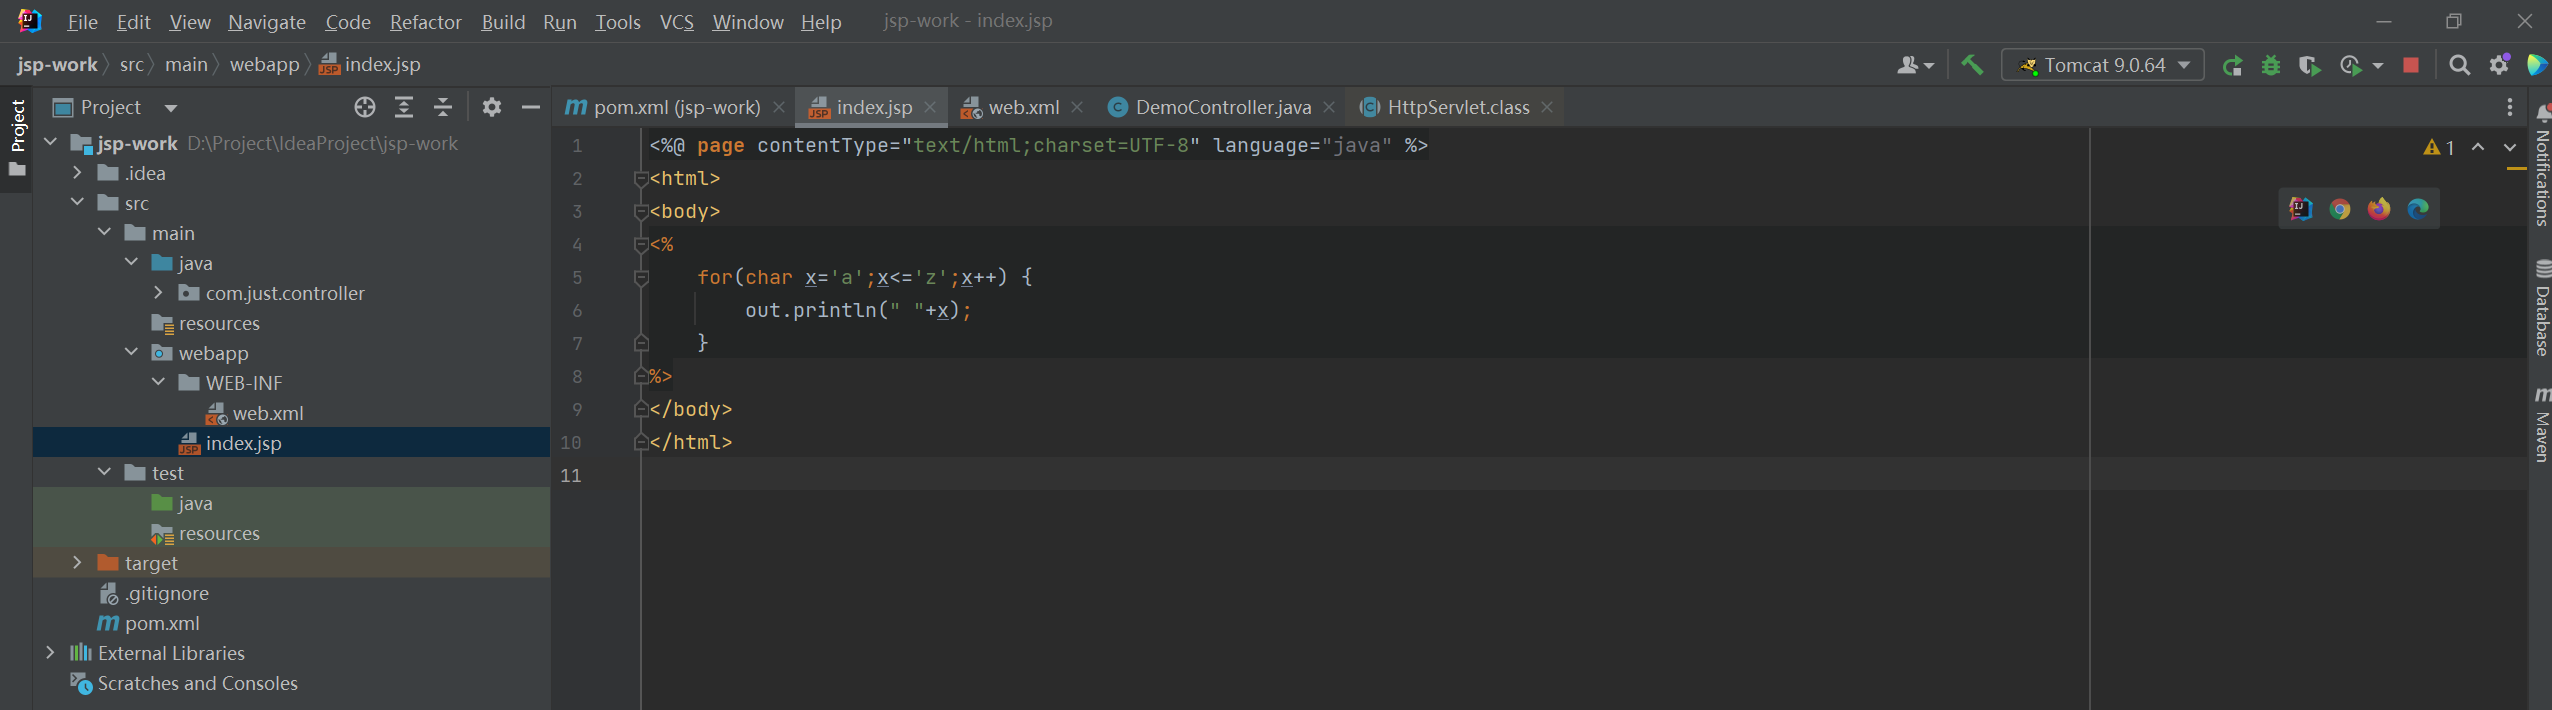 File Edit View Navigate Code Refactor Build Run Tools VCS Window Help jsp-work - index.jsp
jsp-work src main webapp index.jsp Tomcat 9.0.64
Project
Project
pom.xml (jsp-work) index.jsp web.xml DemoController.java HttpServlet.class
jsp-work D:\Project\IdeaProject\jsp-work
.idea
src
main
java
com.just.controller
resources
webapp
WEB-INF
web.xml
index.jsp
test
java
resources
target
.gitignore
pom.xml
External Libraries
Scratches and Consoles
1 <%@ page contentType="text/html;charset=UTF-8" language="java" %>
2 <html>
3 <body>
4 <%
5     for(char x='a';x<='z';x++) {
6         out.println(" "+x);
7     }
8 %>
9 </body>
10 </html>
11
1
Notifications
Database
Maven